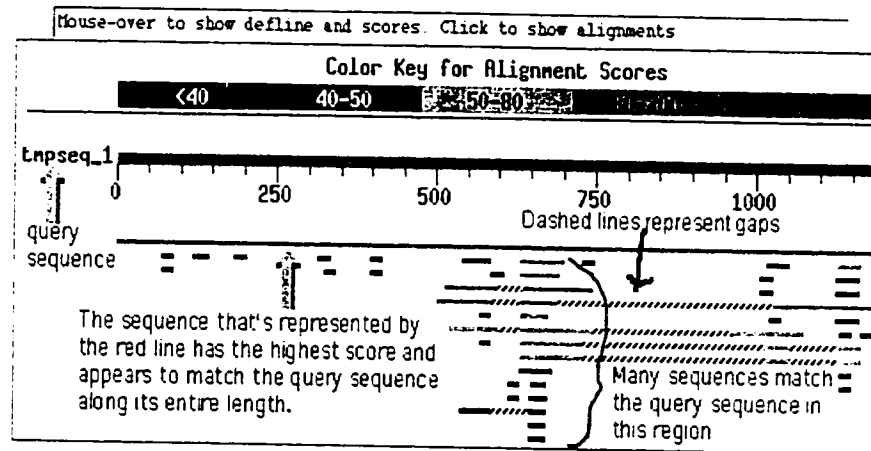 Mouse-over to show defline and scores. Click to show alignments
Color Key for Alignment Scores
<40 40-50 50-80
tmpseq_1
0 250 500 750 1000
Dashed lines represent gaps
query
sequence
The sequence that's represented by
the red line has the highest score and
appears to match the query sequence
along its entire length.
Many sequences match
the query sequence in
this region